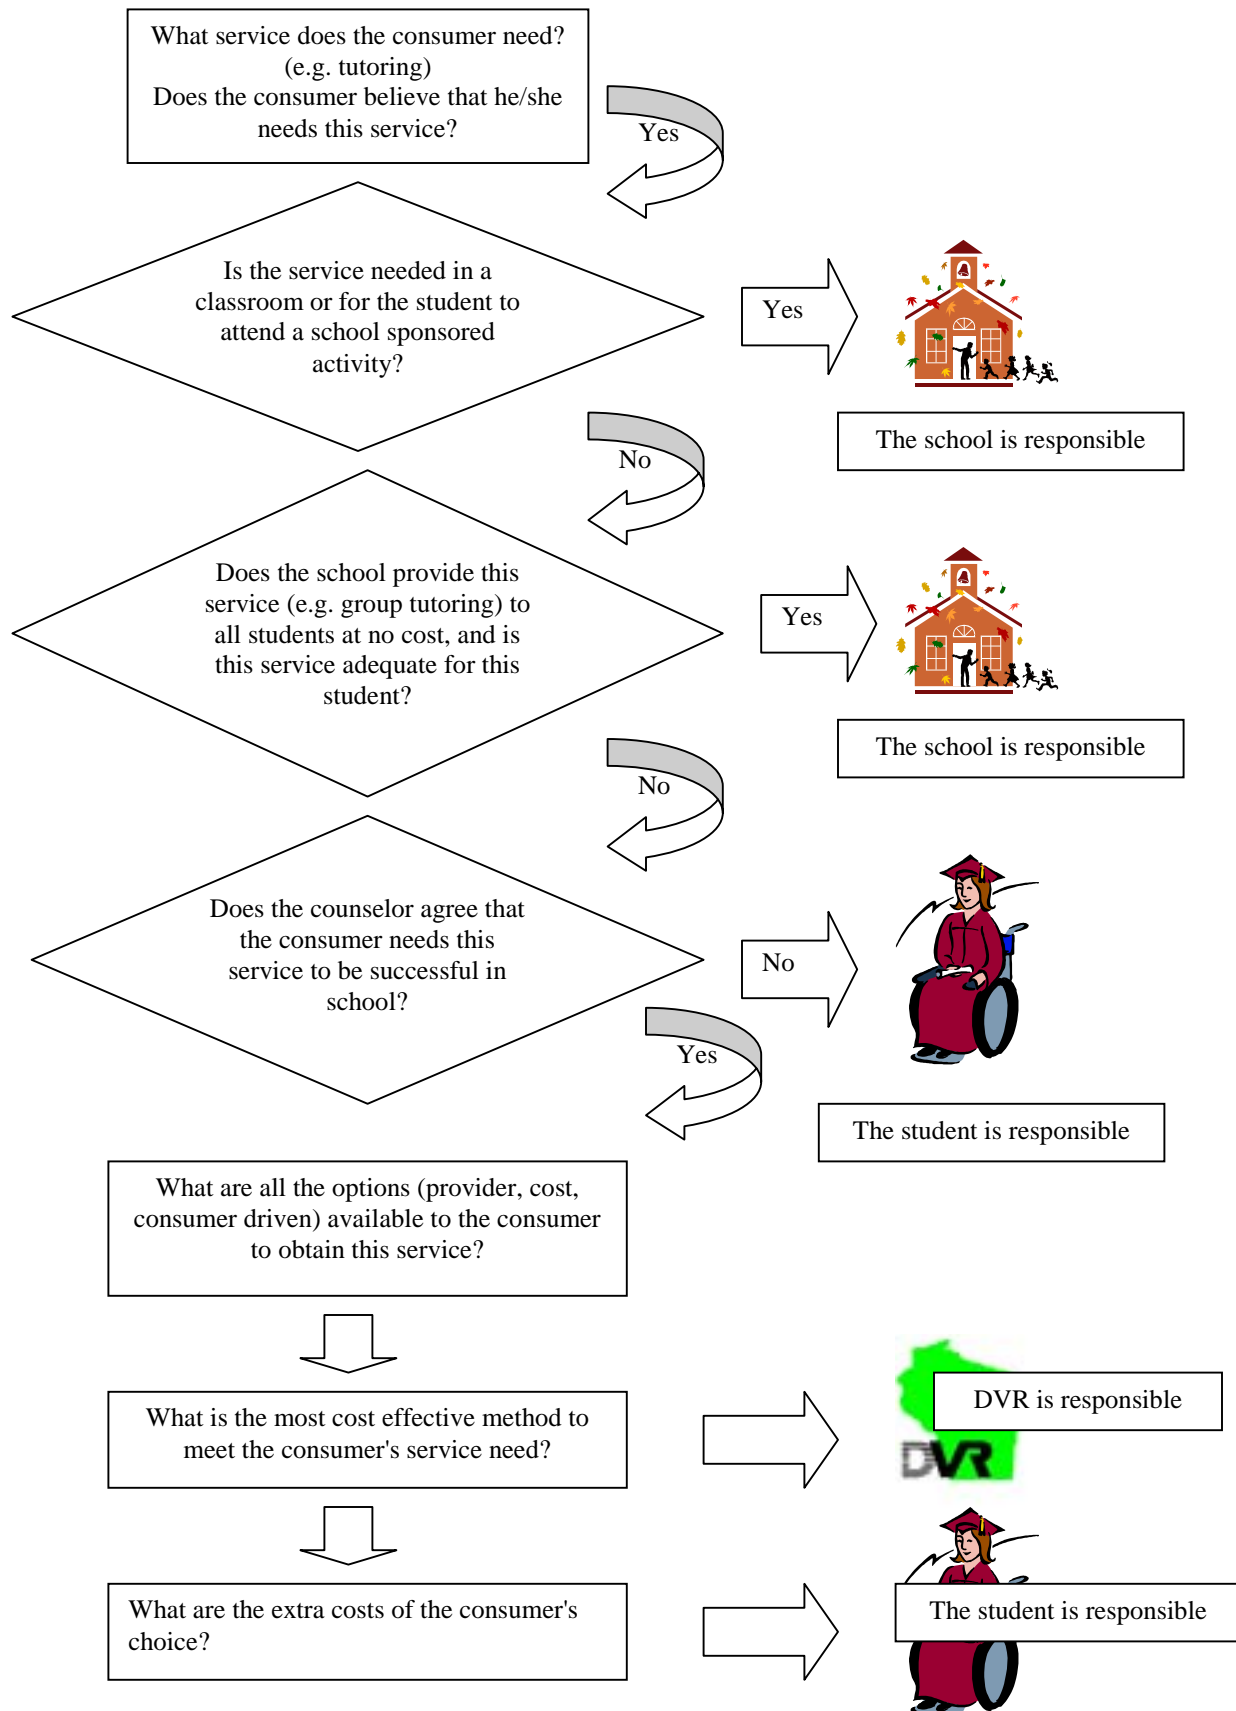 What service does the consumer need?
(e.g. tutoring)
Does the consumer believe that he/she
needs this service?
Yes
Is the service needed in a
classroom or for the student to
attend a school sponsored
activity?
Yes
The school is responsible
No
Does the school provide this
service (e.g. group tutoring) to
all students at no cost, and is
this service adequate for this
student?
Yes
The school is responsible
No
Does the counselor agree that
the consumer needs this
service to be successful in
school?
No
The student is responsible
Yes
What are all the options (provider, cost,
consumer driven) available to the consumer
to obtain this service?
What is the most cost effective method to
meet the consumer's service need?
DVR is responsible
DVR
What are the extra costs of the consumer's
choice?
The student is responsible